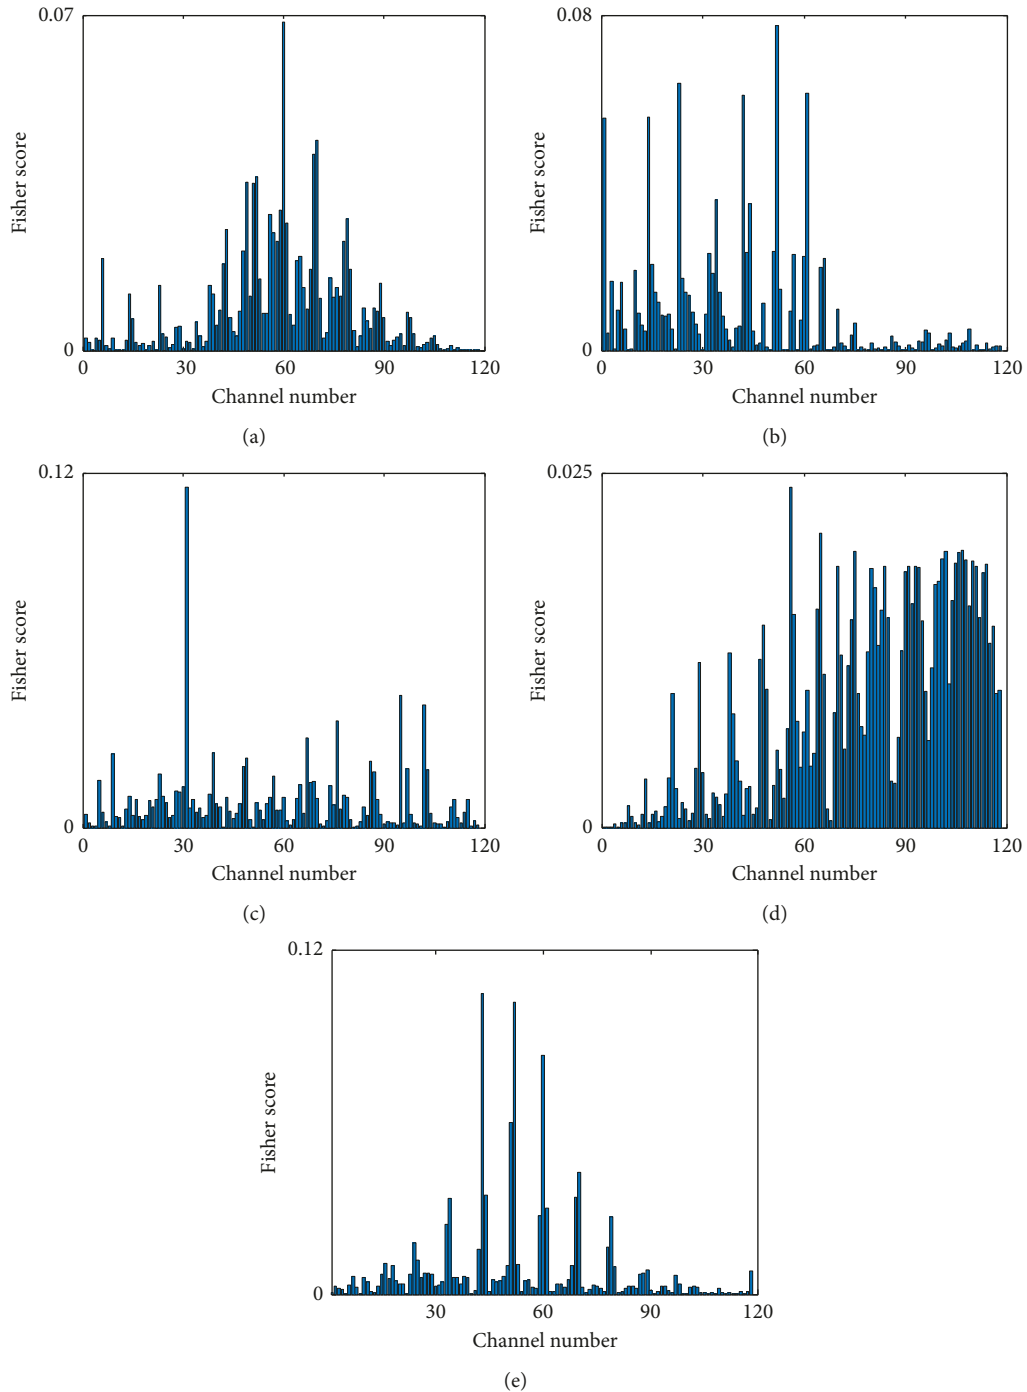 0.07
Fisher score
0
0 30 60 90 120
Channel number
(a)
0.08
Fisher score
0
0 30 60 90 120
Channel number
(b)
0.12
Fisher score
0
0 30 60 90 120
Channel number
(c)
0.025
Fisher score
0
0 30 60 90 120
Channel number
(d)
0.12
Fisher score
0
30 60 90 120
Channel number
(e)